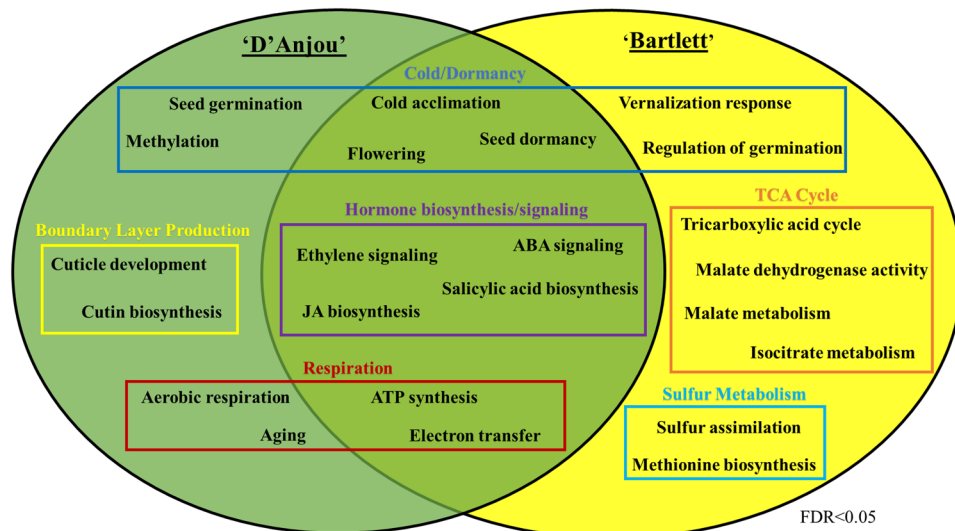 ‘D’Anjou’
‘Bartlett’
Cold/Dormancy
Seed germination
Cold acclimation
Vernalization response
Methylation
Flowering
Seed dormancy
Regulation of germination
Hormone biosynthesis/signaling
Ethylene signaling
ABA signaling
Salicylic acid biosynthesis
JA biosynthesis
Boundary Layer Production
Cuticle development
Cutin biosynthesis
TCA Cycle
Tricarboxylic acid cycle
Malate dehydrogenase activity
Malate metabolism
Isocitrate metabolism
Respiration
Aerobic respiration
ATP synthesis
Aging
Electron transfer
Sulfur Metabolism
Sulfur assimilation
Methionine biosynthesis
FDR<0.05